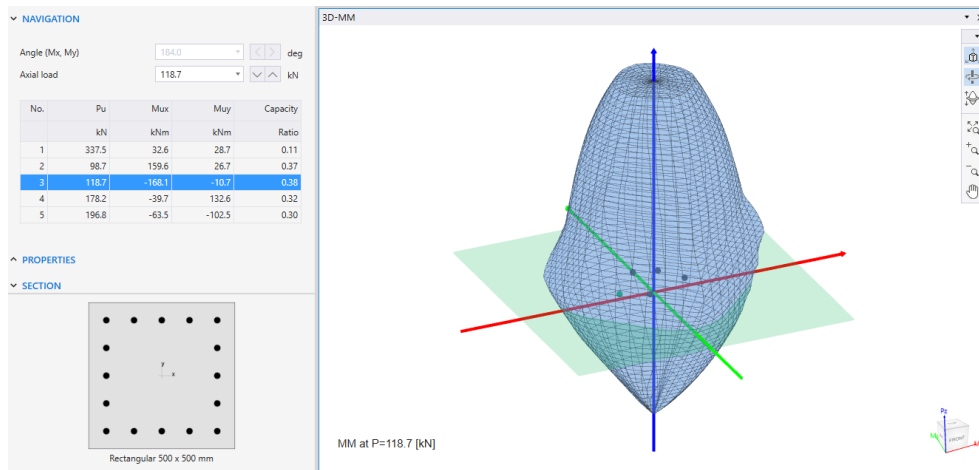 NAVIGATION
Angle (Mx, My) 184.0 deg
Axial load 118.7 kN
No. Pu Mux Muy Capacity
kN kNm kNm Ratio
1 337.5 32.6 28.7 0.11
2 98.7 159.6 26.7 0.37
3 118.7 -168.1 -10.7 0.38
4 178.2 -39.7 132.6 0.32
5 196.8 -63.5 -102.5 0.30
PROPERTIES
SECTION
y
x
Rectangular 500 x 500 mm
3D-MM
MM at P=118.7 [kN]
Pz
FRONT